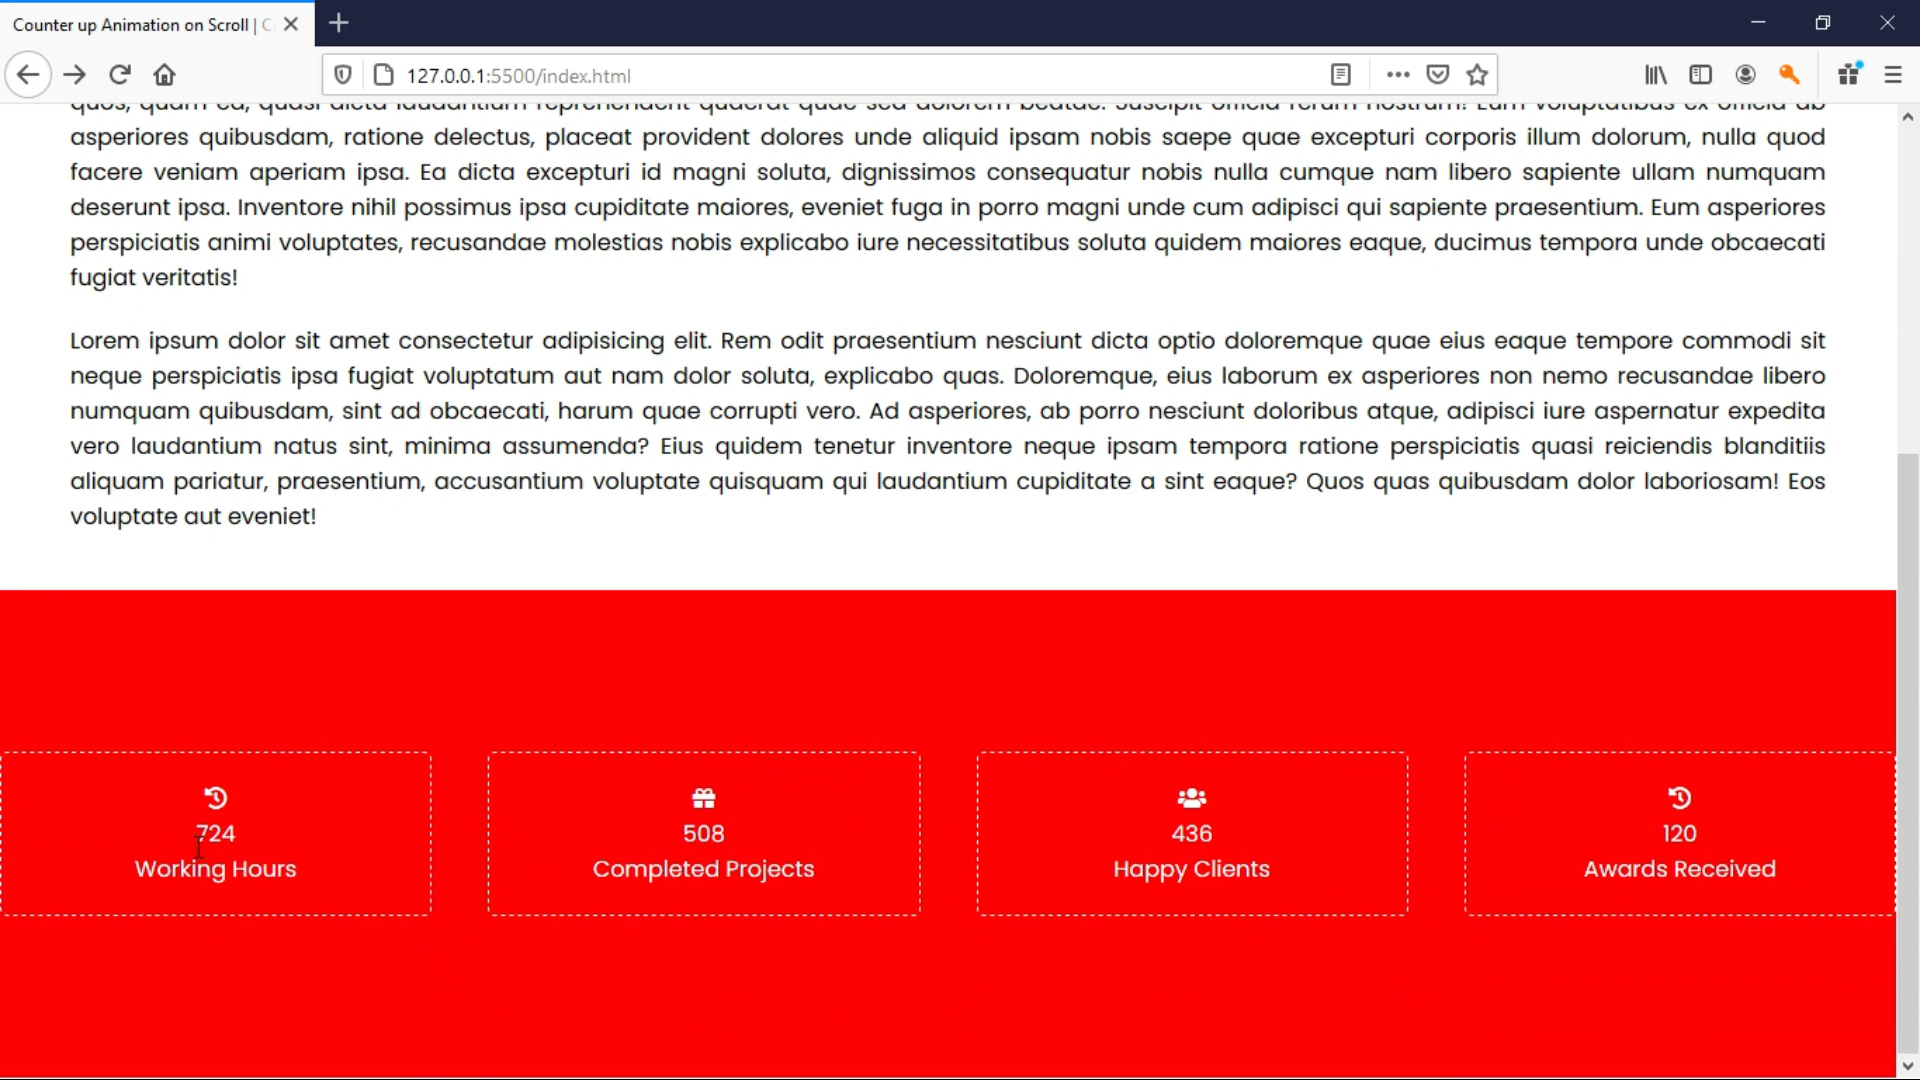 Counter up Animation on Scroll |
127.0.0.1:5500/index.html
quos, quam ea, quasi dicta laudantium reprehenderit quaerat quae sed dolorem beatae. Suscipit officia rerum nostrum! Eum voluptatibus ex officia ab
asperiores quibusdam, ratione delectus, placeat provident dolores unde aliquid ipsam nobis saepe quae excepturi corporis illum dolorum, nulla quod
facere veniam aperiam ipsa. Ea dicta excepturi id magni soluta, dignissimos consequatur nobis nulla cumque nam libero sapiente ullam numquam
deserunt ipsa. Inventore nihil possimus ipsa cupiditate maiores, eveniet fuga in porro magni unde cum adipisci qui sapiente praesentium. Eum asperiores
perspiciatis animi voluptates, recusandae molestias nobis explicabo iure necessitatibus soluta quidem maiores eaque, ducimus tempora unde obcaecati
fugiat veritatis!
Lorem ipsum dolor sit amet consectetur adipisicing elit. Rem odit praesentium nesciunt dicta optio doloremque quae eius eaque tempore commodi sit
neque perspiciatis ipsa fugiat voluptatum aut nam dolor soluta, explicabo quas. Doloremque, eius laborum ex asperiores non nemo recusandae libero
numquam quibusdam, sint ad obcaecati, harum quae corrupti vero. Ad asperiores, ab porro nesciunt doloribus atque, adipisci iure aspernatur expedita
vero laudantium natus sint, minima assumenda? Eius quidem tenetur inventore neque ipsam tempora ratione perspiciatis quasi reiciendis blanditiis
aliquam pariatur, praesentium, accusantium voluptate quisquam qui laudantium cupiditate a sint eaque? Quos quas quibusdam dolor laboriosam! Eos
voluptate aut eveniet!
724
Working Hours
508
Completed Projects
436
Happy Clients
120
Awards Received